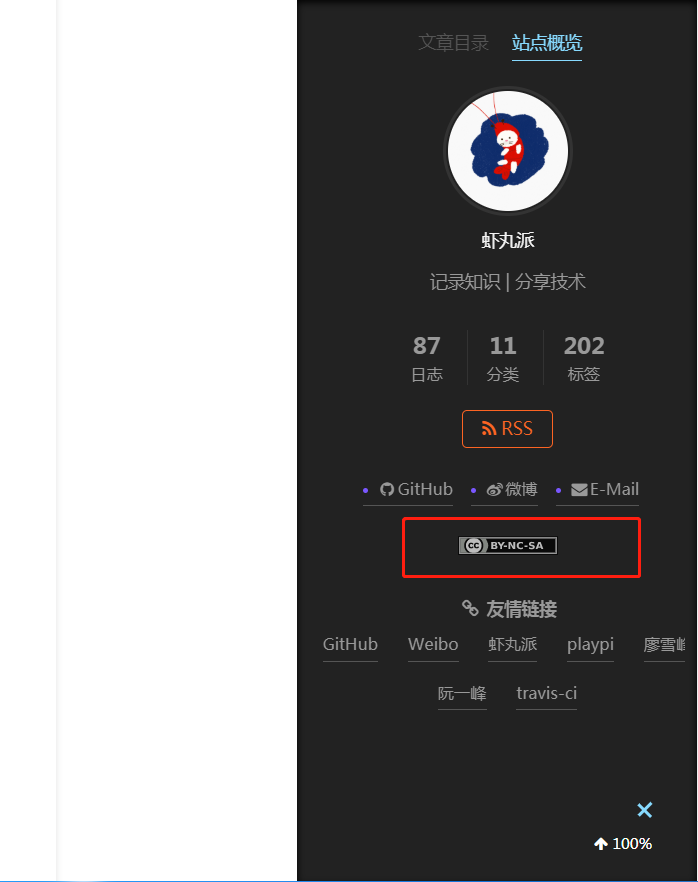 文章目录 站点概览
虾丸派
记录知识 | 分享技术
87 11 202
日志 分类 标签
RSS
GitHub 微博 E-Mail
cc BY-NC-SA
友情链接
GitHub Weibo 虾丸派 playpi 廖雪
阮一峰 travis-ci
100%